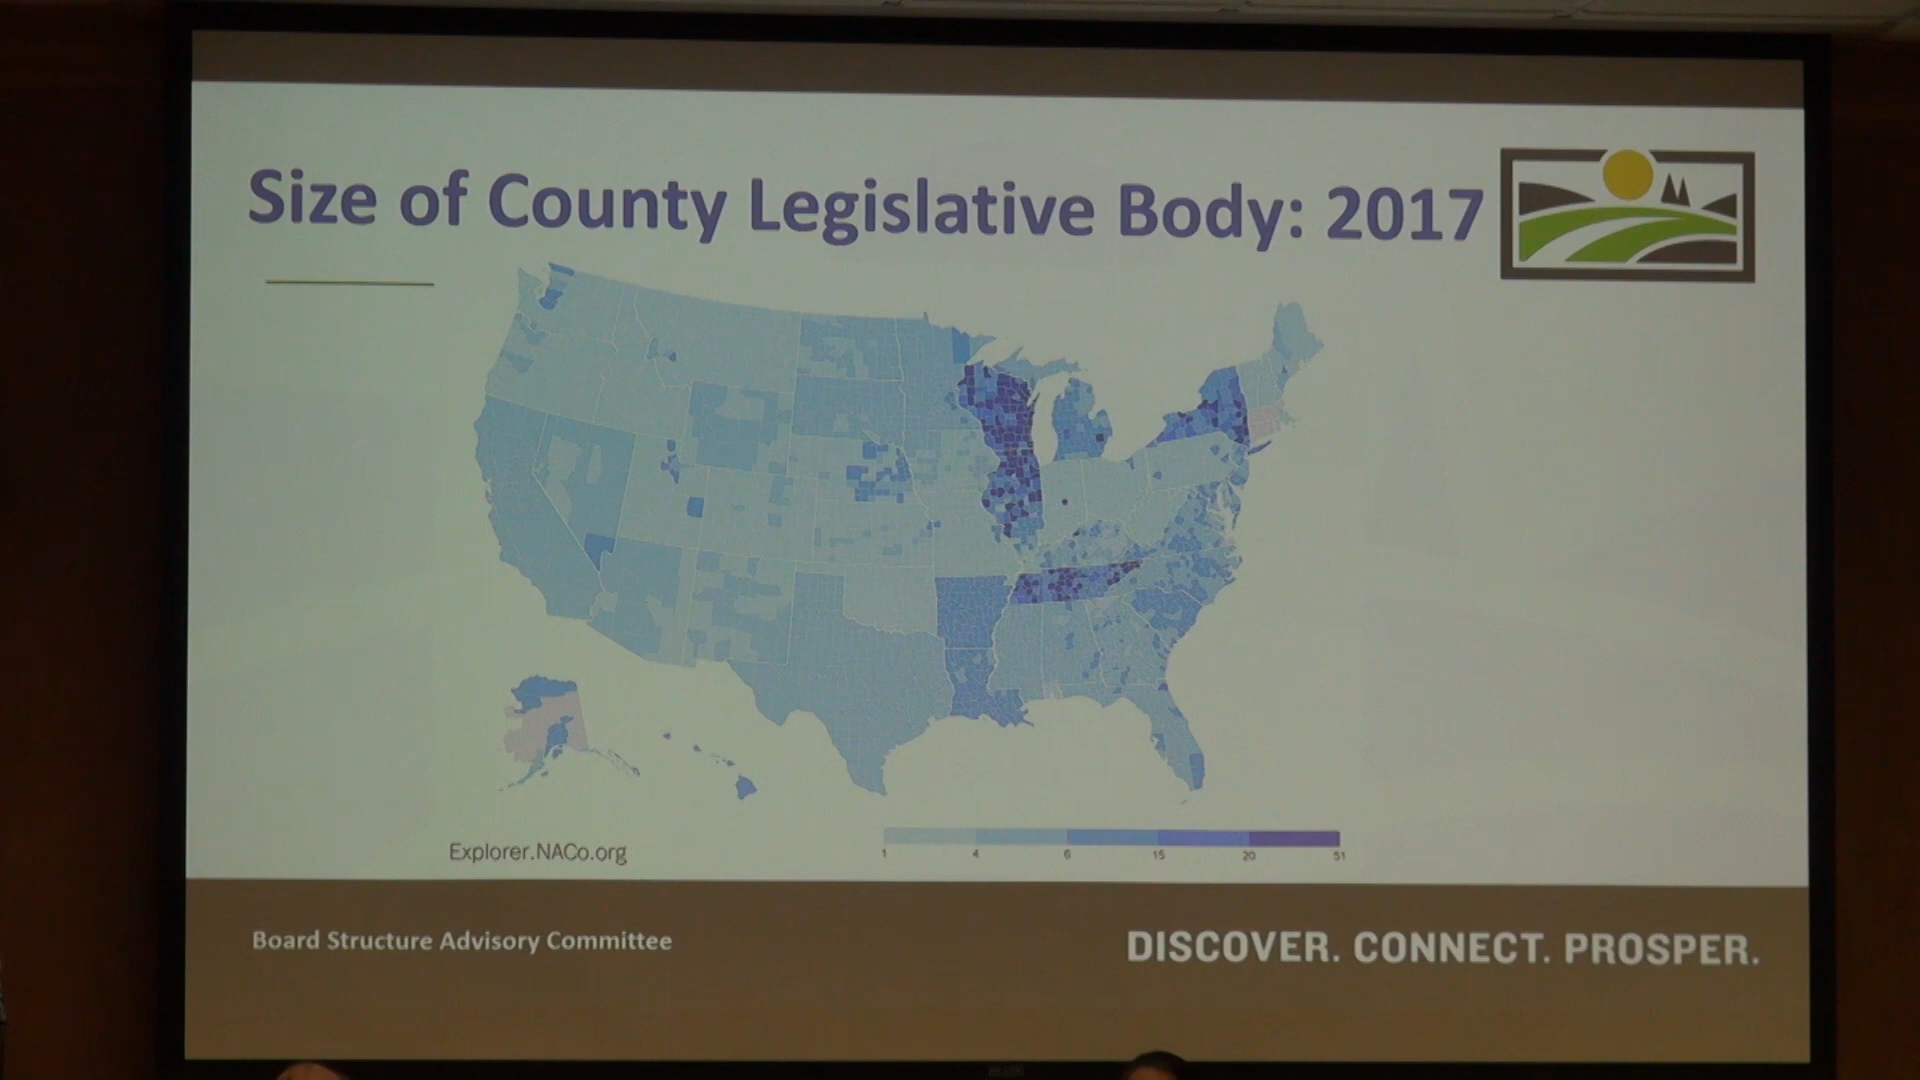 Size of County Legislative Body: 2017
Explorer.NACo.org
1 4 6 15 20 51
Board Structure Advisory Committee
DISCOVER. CONNECT. PROSPER.